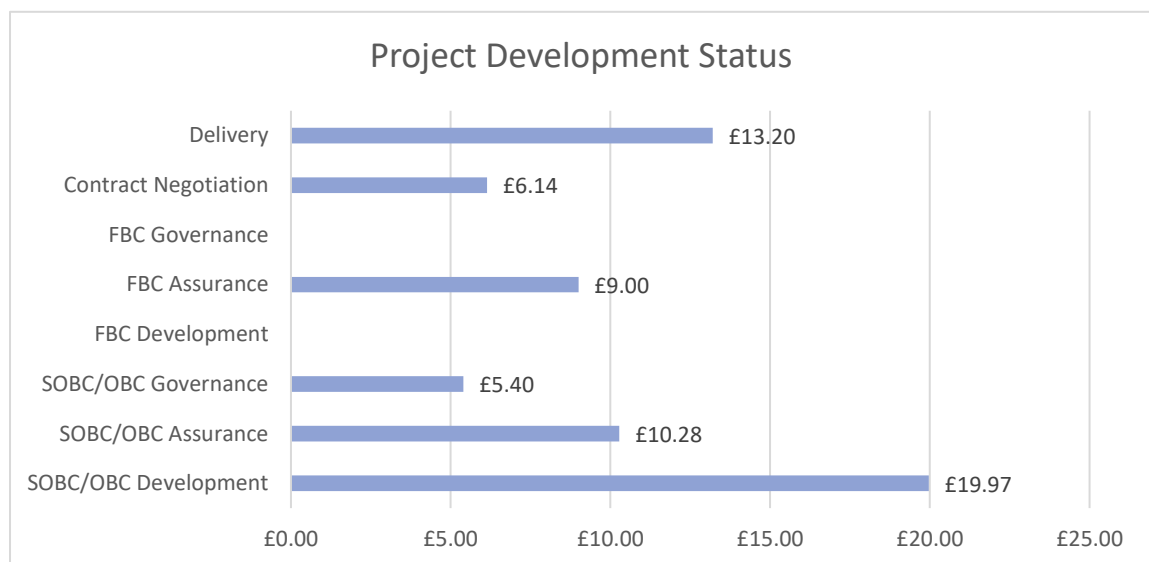 Project Development Status
Delivery £13.20
Contract Negotiation £6.14
FBC Governance
FBC Assurance £9.00
FBC Development
SOBC/OBC Governance £5.40
SOBC/OBC Assurance £10.28
SOBC/OBC Development £19.97
£0.00 £5.00 £10.00 £15.00 £20.00 £25.00